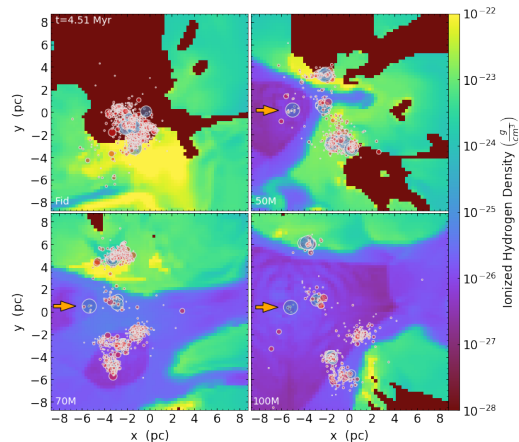 t=4.51 Myr
8
6
4
2
0
−2
−4
−6
−8
y (pc)
Fid
50M
8
6
4
2
0
−2
−4
−6
−8
y (pc)
70M
100M
−8 −6 −4 −2 0 2 4 6 8
x (pc)
−8 −6 −4 −2 0 2 4 6 8
x (pc)
10−22
10−23
10−24
10−25
10−26
10−27
10−28
Ionized Hydrogen Density (g/cm3)